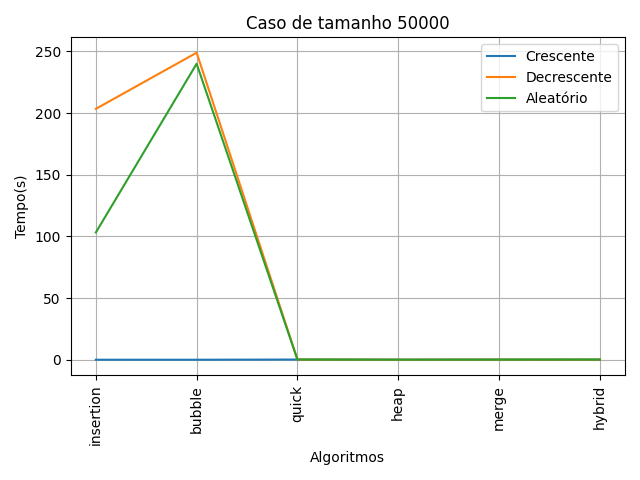 Caso de tamanho 50000
Crescente
Decrescente
Aleatório
Tempo(s)
250
200
150
100
50
0
insertion
bubble
quick
heap
merge
hybrid
Algoritmos